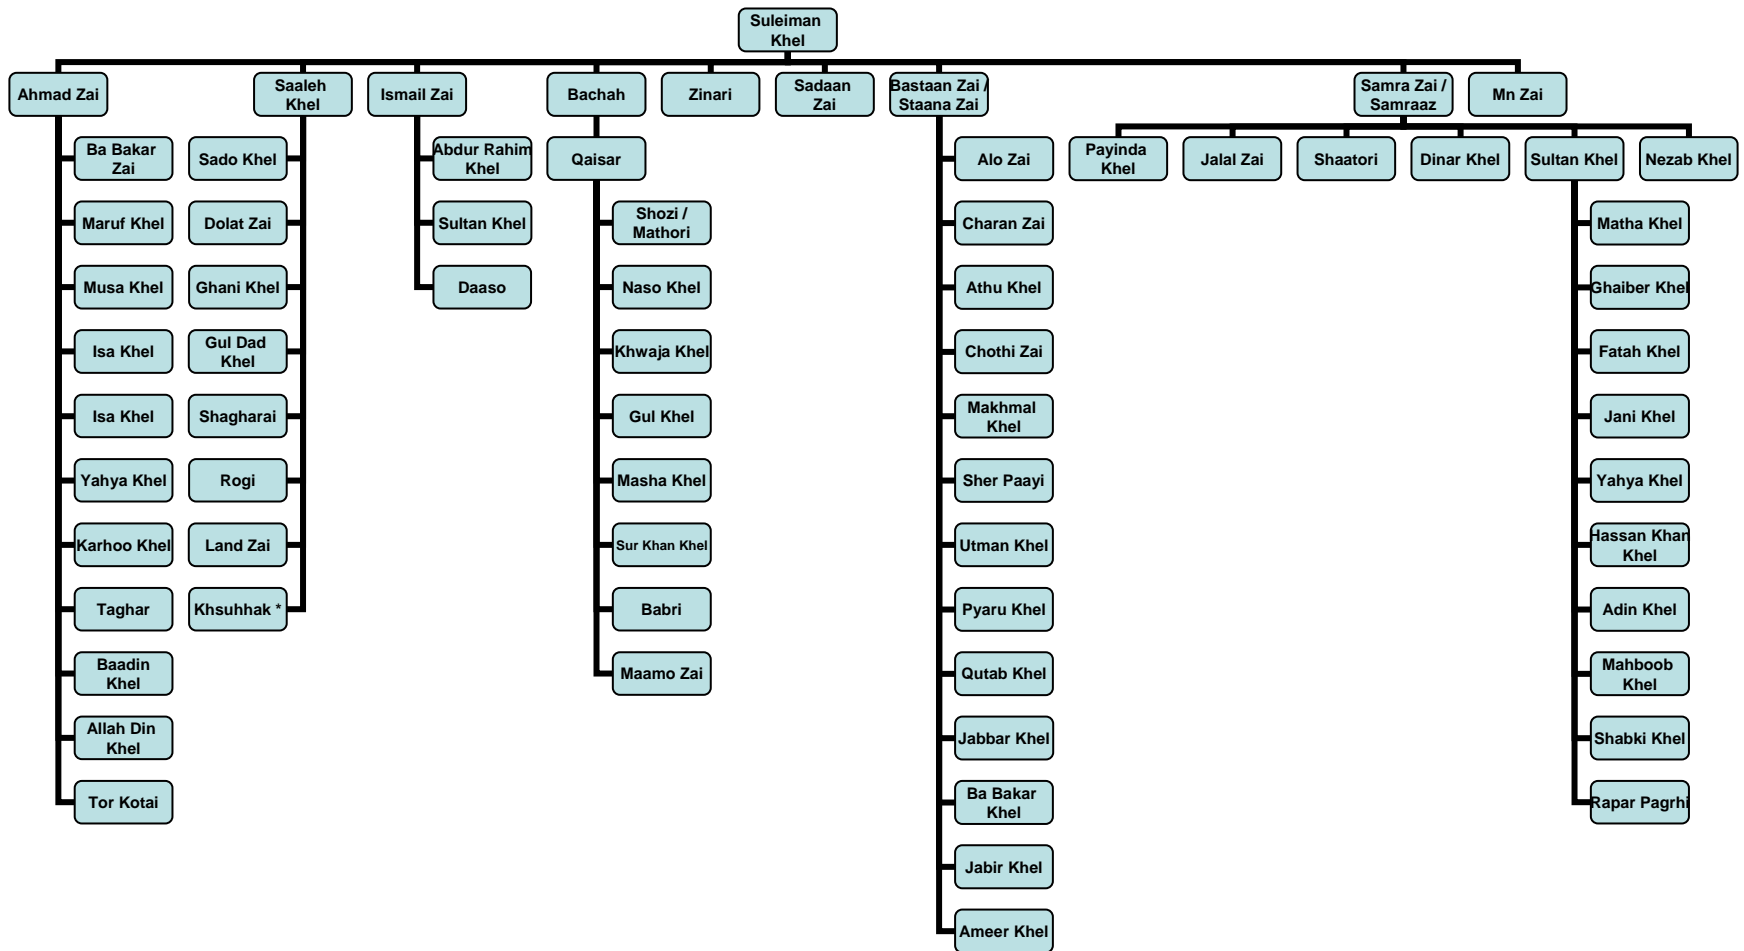 Suleiman
Khel
Ahmad Zai
Saaleh
Khel
Ismail Zai
Bachah
Zinari
Sadaan
Zai
Bastaan Zai /
Staana Zai
Samra Zai /
Samraaz
Mn Zai
Ba Bakar
Zai
Sado Khel
Abdur Rahim
Khel
Qaisar
Alo Zai
Payinda
Khel
Jalal Zai
Shaatori
Dinar Khel
Sultan Khel
Nezab Khel
Maruf Khel
Dolat Zai
Sultan Khel
Shozi /
Mathori
Charan Zai
Matha Khel
Musa Khel
Ghani Khel
Daaso
Naso Khel
Athu Khel
Ghaiber Khel
Isa Khel
Gul Dad
Khel
Khwaja Khel
Chothi Zai
Fatah Khel
Isa Khel
Shagharai
Gul Khel
Makhmal
Khel
Jani Khel
Yahya Khel
Rogi
Masha Khel
Sher Paayi
Yahya Khel
Karhoo Khel
Land Zai
Sur Khan Khel
Utman Khel
Hassan Khan
Khel
Taghar
Khsuhhak *
Babri
Pyaru Khel
Adin Khel
Baadin
Khel
Maamo Zai
Qutab Khel
Mahboob
Khel
Allah Din
Khel
Jabbar Khel
Shabki Khel
Tor Kotai
Ba Bakar
Khel
Rapar Pagrhi
Jabir Khel
Ameer Khel